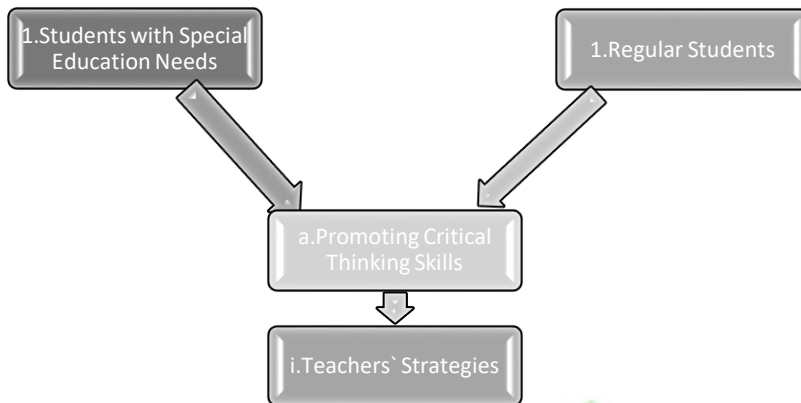 1.Students with Special
Education Needs
1.Regular Students
a.Promoting Critical
Thinking Skills
i.Teachers` Strategies